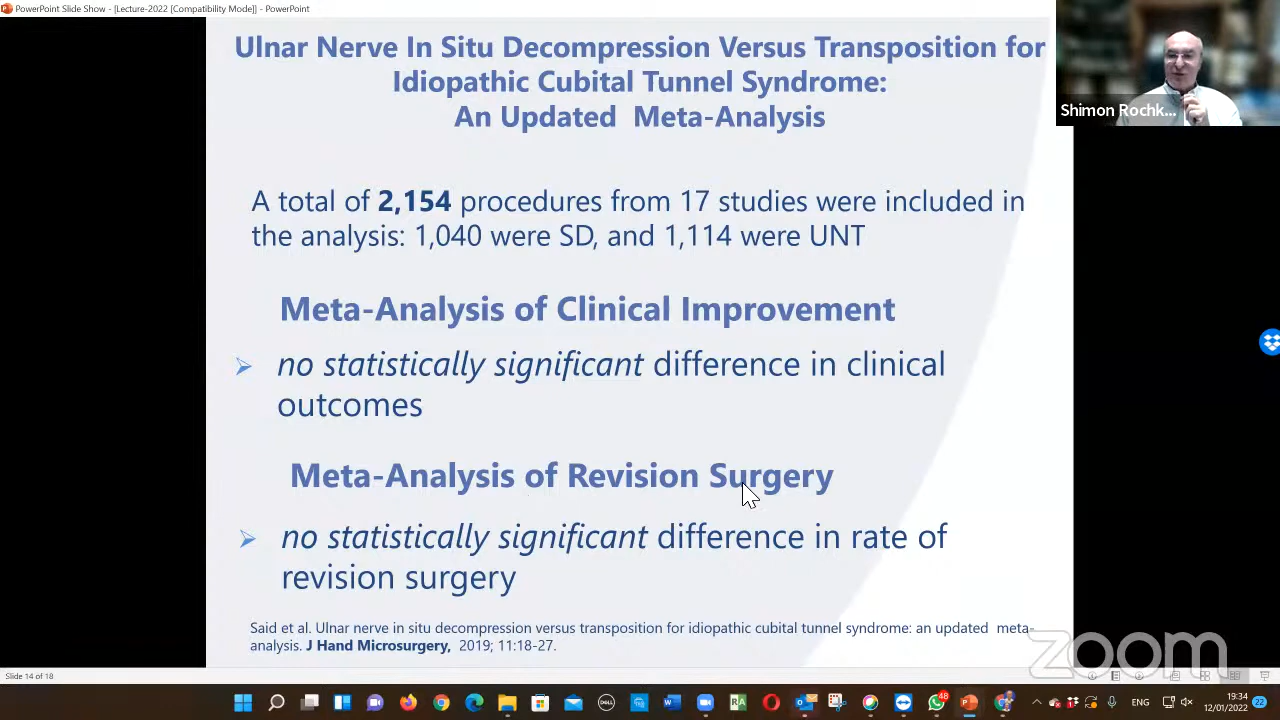 PowerPoint Slide Show - [Lecture-2022 [Compatibility Mode]] - PowerPoint
Ulnar Nerve In Situ Decompression Versus Transposition for
Idiopathic Cubital Tunnel Syndrome:
An Updated Meta-Analysis
Shimon Rochk...
A total of 2,154 procedures from 17 studies were included in
the analysis: 1,040 were SD, and 1,114 were UNT
Meta-Analysis of Clinical Improvement
no statistically significant difference in clinical
outcomes
Meta-Analysis of Revision Surgery
no statistically significant difference in rate of
revision surgery
Said et al. Ulnar nerve in situ decompression versus transposition for idiopathic cubital tunnel syndrome: an updated meta-
analysis. J Hand Microsurgery, 2019; 11:18-27.
zoom
Slide 14 of 18
DELL
RA
48
ENG
19:34
12/01/2022
22